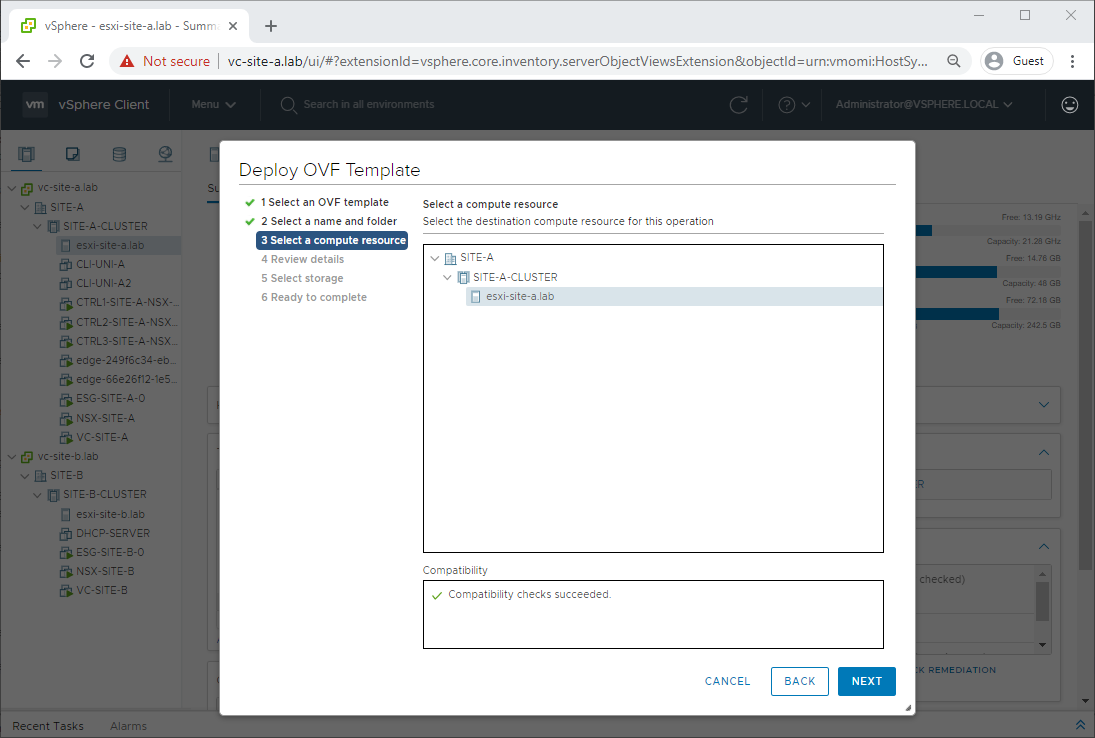 vSphere - esxi-site-a.lab - Summ
Not secure
vc-site-a.lab/ui/#?extensionId=vsphere.core.inventory.serverObjectViewsExtension&objectId=urn:vmomi:HostSy...
Guest
vm
vSphere Client
Menu
Search in all environments
Administrator@VSPHERE.LOCAL
vc-site-a.lab
SITE-A
SITE-A-CLUSTER
esxi-site-a.lab
CLI-UNI-A
CLI-UNI-A2
CTRL1-SITE-A-NSX-...
CTRL2-SITE-A-NSX...
CTRL3-SITE-A-NSX...
edge-249f6c34-eb...
edge-66e26f12-1e5...
ESG-SITE-A-0
NSX-SITE-A
VC-SITE-A
vc-site-b.lab
SITE-B
SITE-B-CLUSTER
esxi-site-b.lab
DHCP-SERVER
ESG-SITE-B-0
NSX-SITE-B
VC-SITE-B
Su
Deploy OVF Template
1 Select an OVF template
2 Select a name and folder
3 Select a compute resource
4 Review details
5 Select storage
6 Ready to complete
Select a compute resource
Select the destination compute resource for this operation
SITE-A
SITE-A-CLUSTER
esxi-site-a.lab
Compatibility
Compatibility checks succeeded.
CANCEL
BACK
NEXT
Free: 13.19 GHz
Capacity: 21.28 GHz
Free: 14.76 GB
Capacity: 46 GB
Free: 72.18 GB
Capacity: 242.5 GB
ER
checked)
CK REMEDIATION
Recent Tasks
Alarms